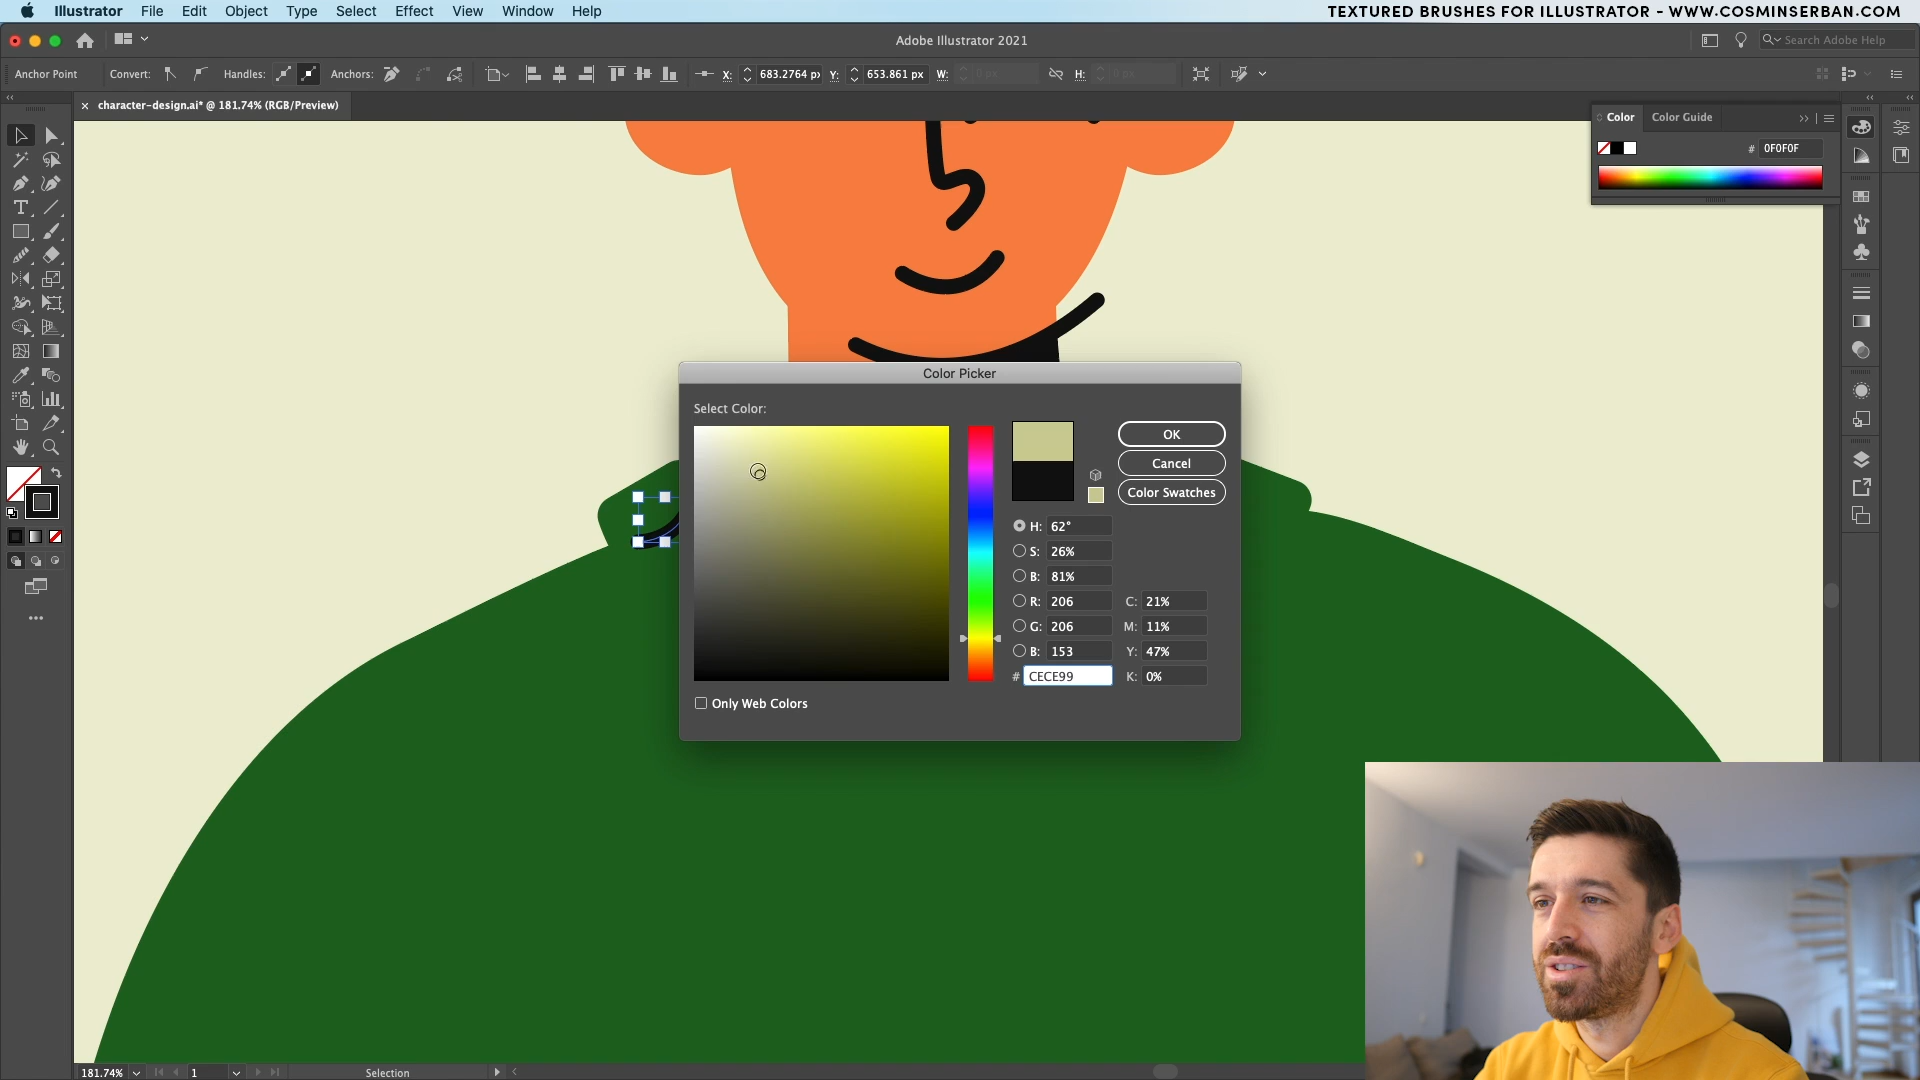 Illustrator File Edit Object Type Select Effect View Window Help
TEXTURED BRUSHES FOR ILLUSTRATOR - WWW.COSMINSERBAN.COM
Adobe Illustrator 2021
Search Adobe Help
Anchor Point Convert: Handles: Anchors: X: 683.2764 px Y: 653.861 px W: 0 px H: 0 px
× character-design.ai* @ 181.74% (RGB/Preview)
Color Color Guide
# 0F0F0F
Color Picker
Select Color:
OK
Cancel
Color Swatches
H: 62°
S: 26%
B: 81%
R: 206 C: 21%
G: 206 M: 11%
B: 153 Y: 47%
# CECE99 K: 0%
Only Web Colors
181.74% 1 Selection